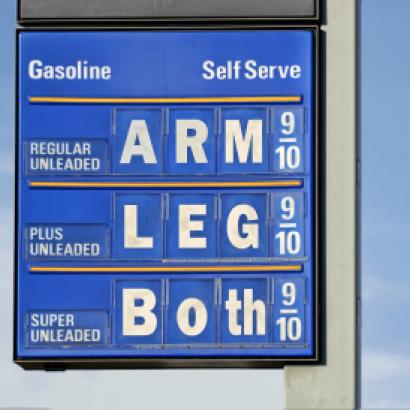 Gasoline Self Serve
REGULAR UNLEADED ARM 9/10
PLUS UNLEADED LEG 9/10
SUPER UNLEADED Both 9/10